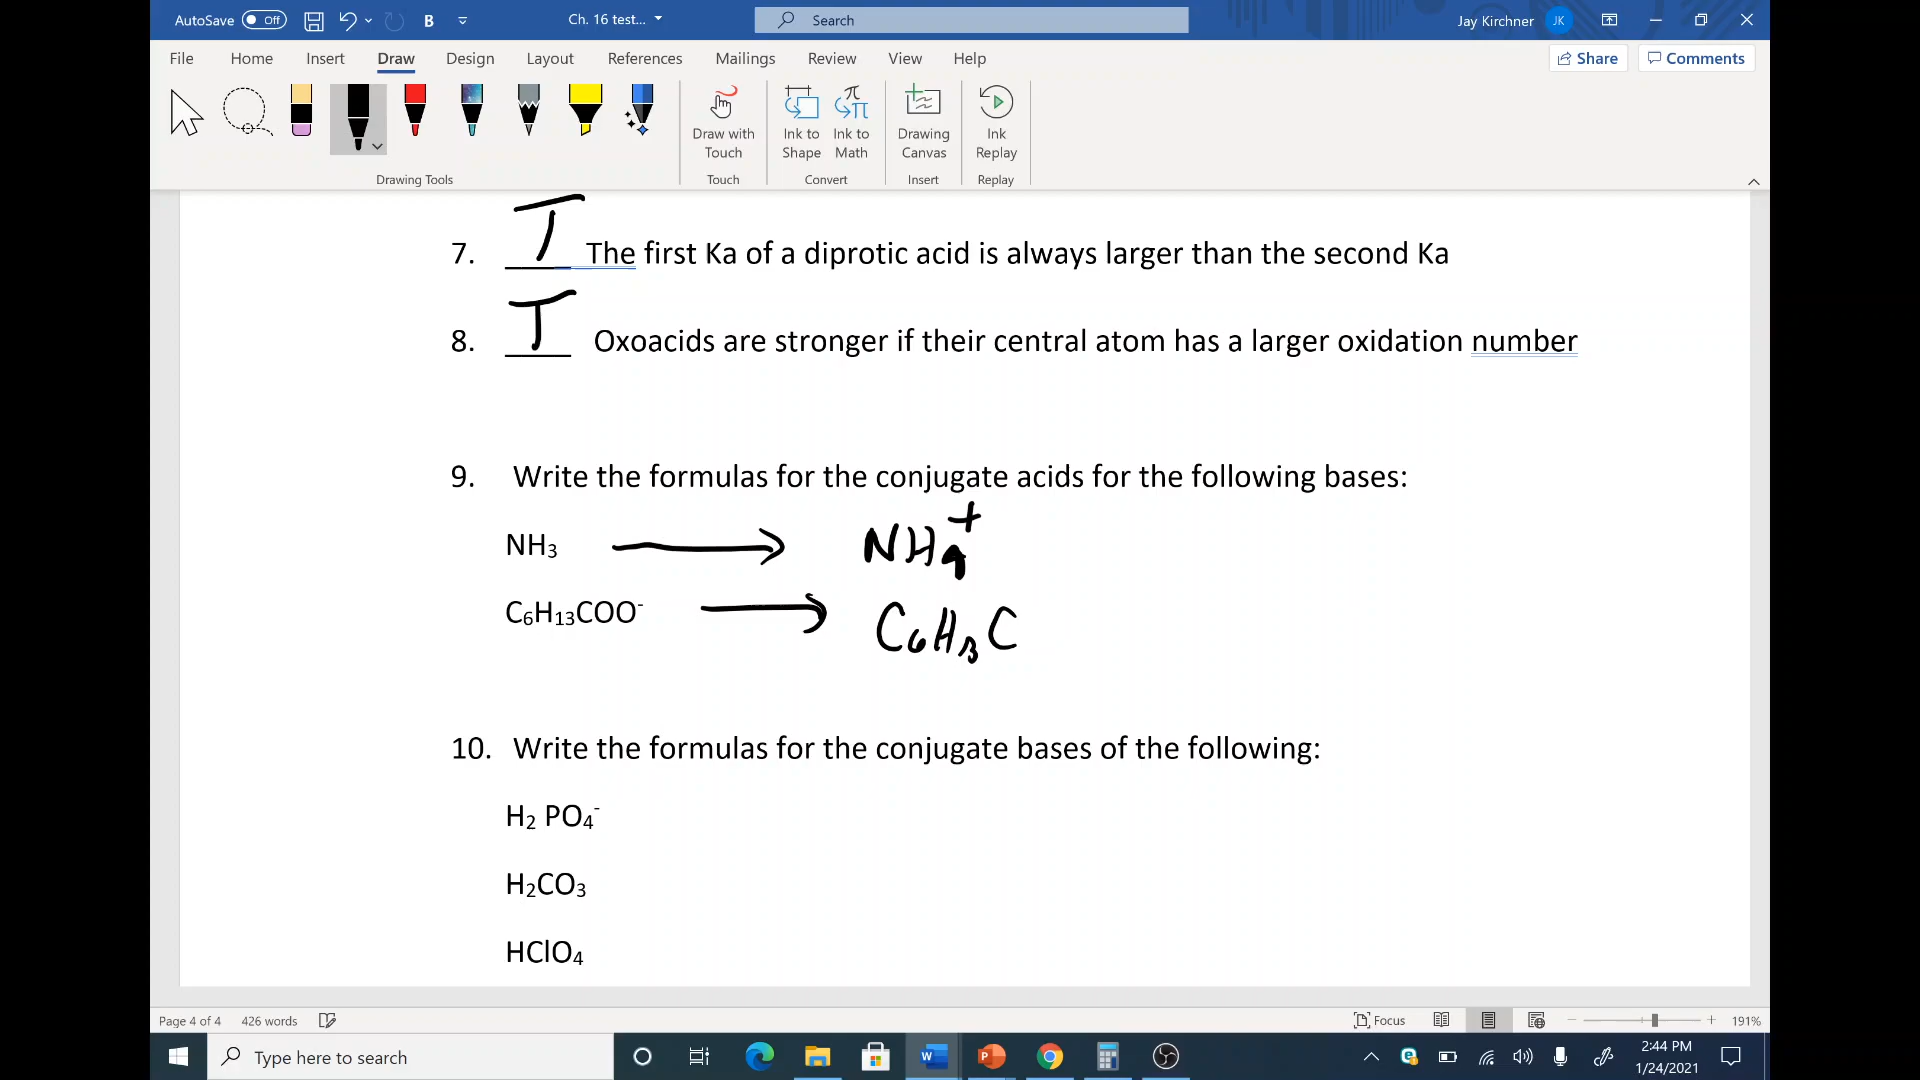 AutoSave Off B Ch. 16 test... Search Jay Kirchner JK
File Home Insert Draw Design Layout References Mailings Review View Help Share Comments
Draw with Touch Ink to Shape Ink to Math Drawing Canvas Ink Replay
Drawing Tools Touch Convert Insert Replay
7. T The first Ka of a diprotic acid is always larger than the second Ka
8. T Oxoacids are stronger if their central atom has a larger oxidation number
9. Write the formulas for the conjugate acids for the following bases:
NH₃ → NH₄⁺
C₆H₁₃COO⁻ → C₆H₁₃C
10. Write the formulas for the conjugate bases of the following:
H₂ PO₄⁻
H₂CO₃
HClO₄
Page 4 of 4 426 words Focus 191%
Type here to search 2:44 PM
1/24/2021